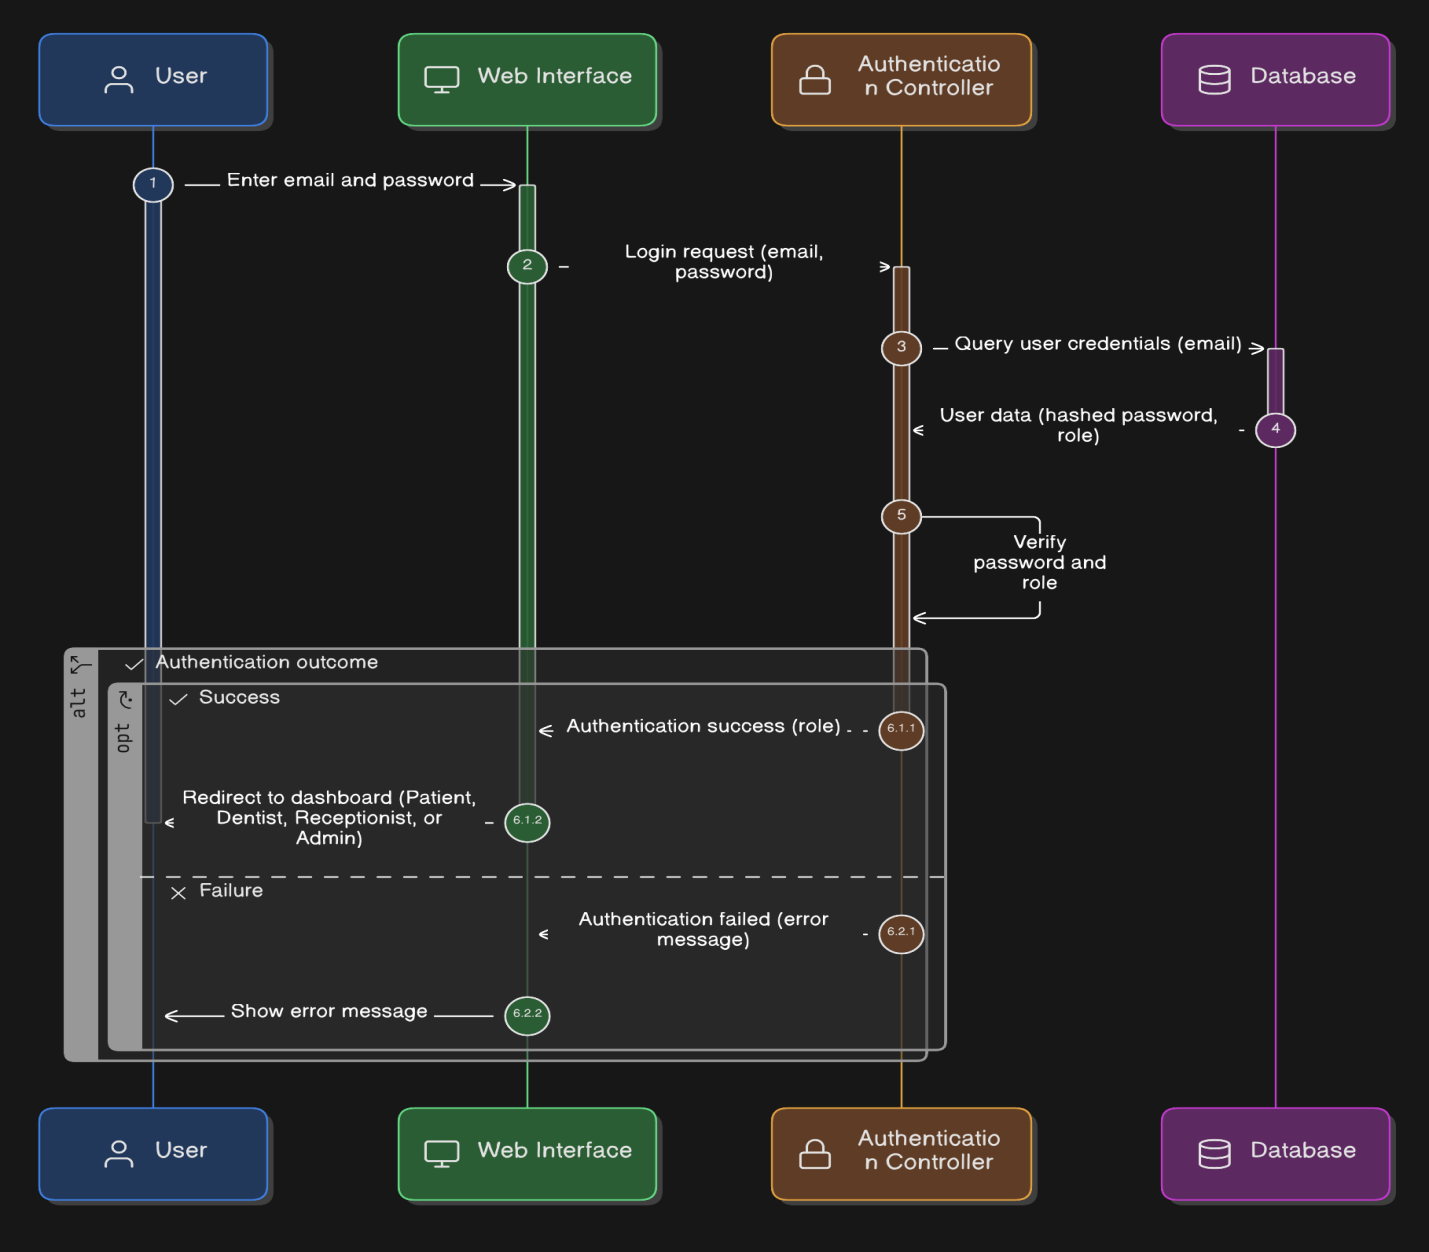 User
Web Interface
Authenticatio
n Controller
Database
1
Enter email and password
2
Login request (email,
password)
3
Query user credentials (email)
User data (hashed password,
role)
4
5
Verify
password and
role
alt
Authentication outcome
opt
Success
Authentication success (role)
6.1.1
Redirect to dashboard (Patient,
Dentist, Receptionist, or
Admin)
6.1.2
Failure
Authentication failed (error
message)
6.2.1
Show error message
6.2.2
User
Web Interface
Authenticatio
n Controller
Database